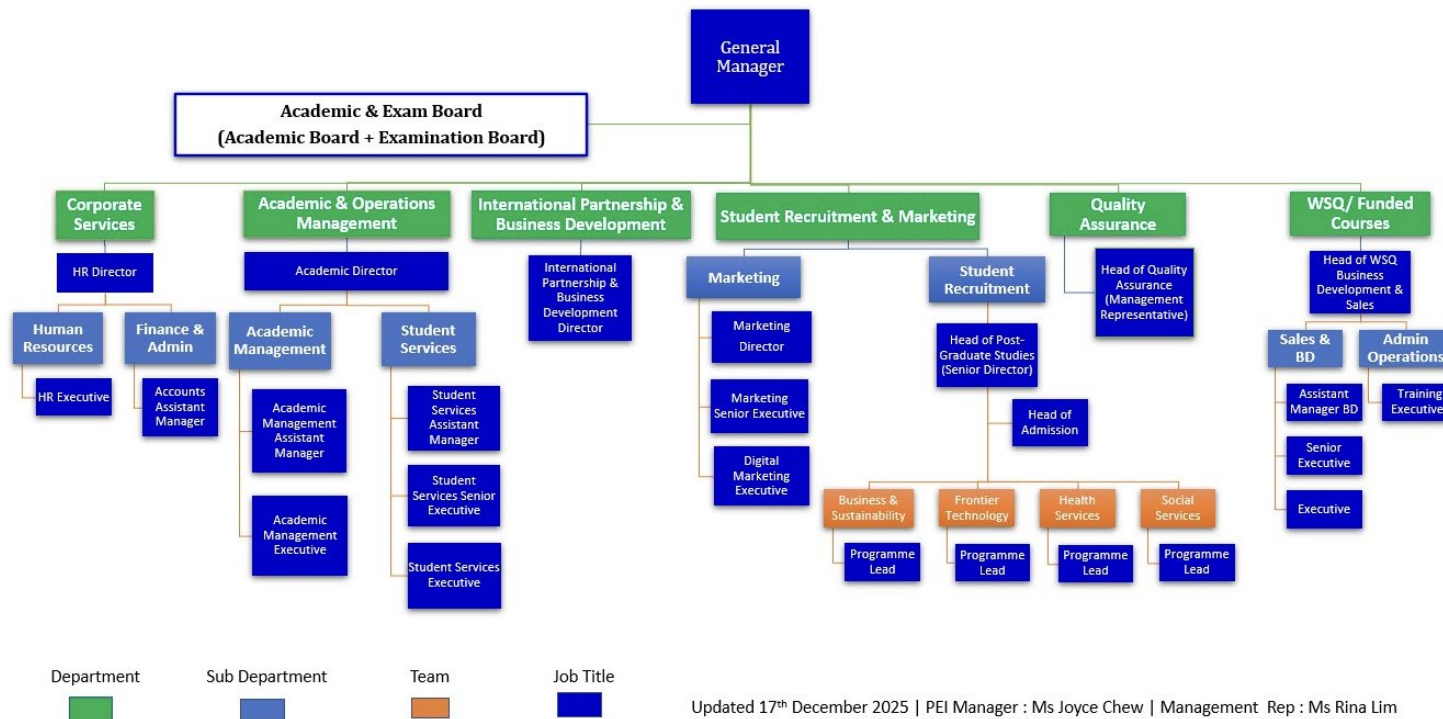 General
Manager
Academic & Exam Board
(Academic Board + Examination Board)
Corporate
Services
Academic & Operations
Management
International Partnership &
Business Development
Student Recruitment & Marketing
Quality
Assurance
WSQ/ Funded
Courses
HR Director
Academic Director
International
Partnership &
Business
Development
Director
Marketing
Student
Recruitment
Head of Quality
Assurance
(Management
Representative)
Head of WSQ
Business
Development &
Sales
Human
Resources
Finance &
Admin
Academic
Management
Student
Services
Marketing
Director
Head of Post-
Graduate Studies
(Senior Director)
Sales &
BD
Admin
Operations
HR Executive
Accounts
Assistant
Manager
Academic
Management
Assistant
Manager
Student
Services
Assistant
Manager
Marketing
Senior Executive
Head of
Admission
Assistant
Manager BD
Training
Executive
Digital
Marketing
Executive
Senior
Executive
Student
Services Senior
Executive
Academic
Management
Executive
Business &
Sustainability
Frontier
Technology
Health
Services
Social
Services
Executive
Student Services
Executive
Programme
Lead
Programme
Lead
Programme
Lead
Programme
Lead
Department
Sub Department
Team
Job Title
Updated 17th December 2025 | PEI Manager : Ms Joyce Chew | Management Rep : Ms Rina Lim